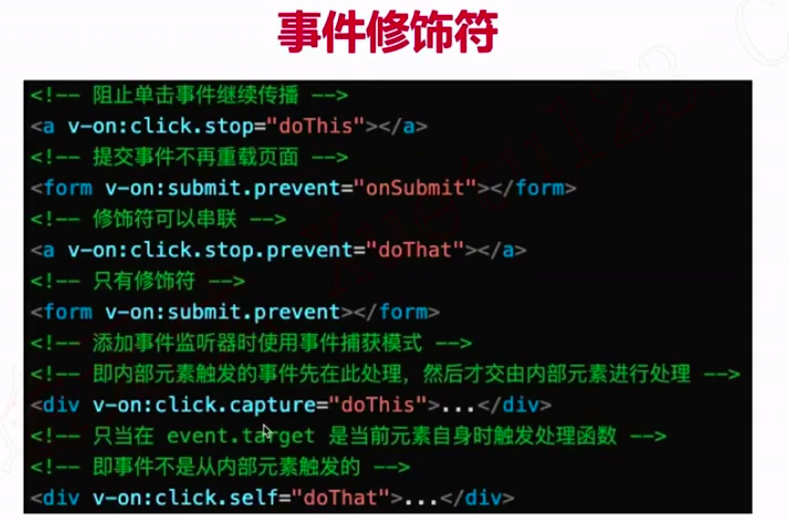 事件修饰符
<!-- 阻止单击事件继续传播 -->
<a v-on:click.stop="doThis"></a>
<!-- 提交事件不再重载页面 -->
<form v-on:submit.prevent="onSubmit"></form>
<!-- 修饰符可以串联 -->
<a v-on:click.stop.prevent="doThat"></a>
<!-- 只有修饰符 -->
<form v-on:submit.prevent></form>
<!-- 添加事件监听器时使用事件捕获模式 -->
<!-- 即内部元素触发的事件先在此处理，然后才交由内部元素进行处理 -->
<div v-on:click.capture="doThis">...</div>
<!-- 只当在 event.target 是当前元素自身时触发处理函数 -->
<!-- 即事件不是从内部元素触发的 -->
<div v-on:click.self="doThat">...</div>